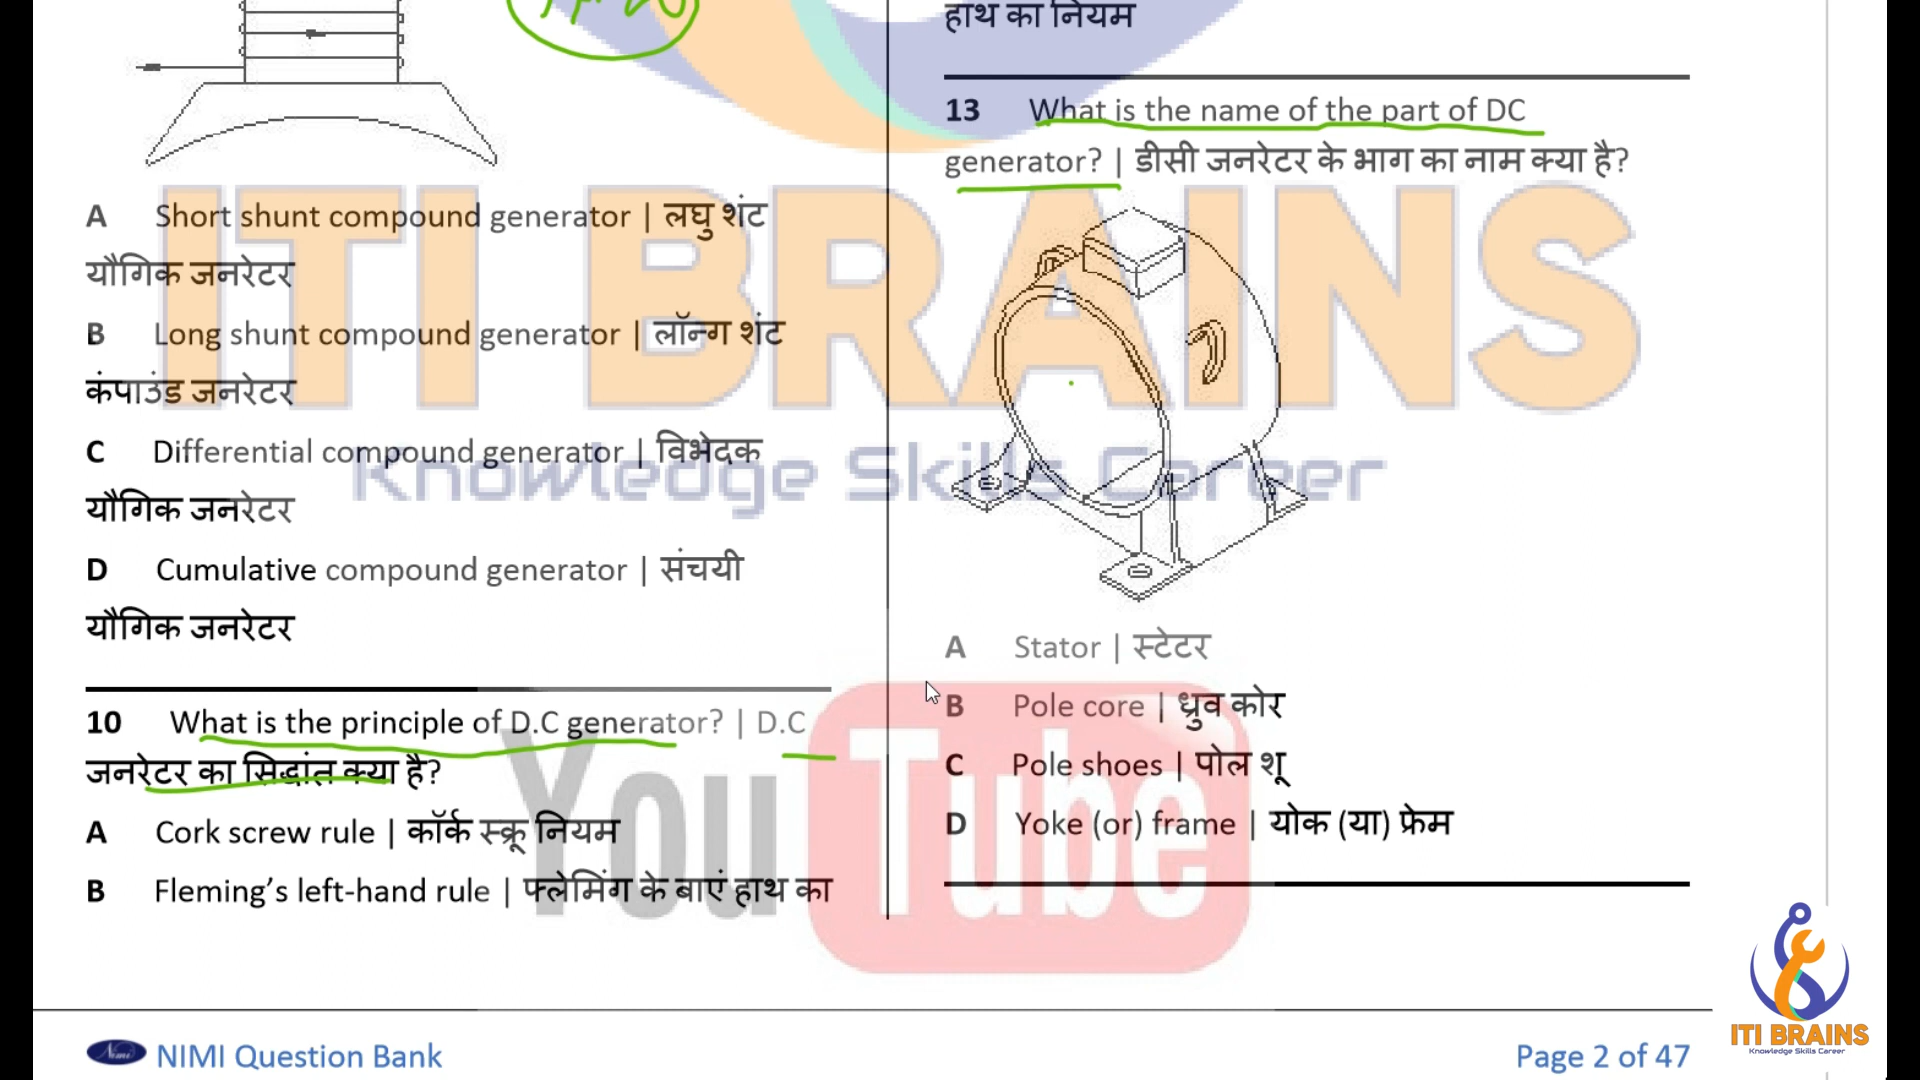 A Short shunt compound generator | लघु शंट
यौगिक जनरेटर
B Long shunt compound generator | लॉन्ग शंट
कंपाउंड जनरेटर
C Differential compound generator | विभेदक
यौगिक जनरेटर
D Cumulative compound generator | संचयी
यौगिक जनरेटर
10 What is the principle of D.C generator? | D.C
जनरेटर का सिद्धांत क्या है?
A Cork screw rule | कॉर्क स्क्रू नियम
B Fleming’s left-hand rule | फ्लेमिंग के बाएं हाथ का
हाथ का नियम
13 What is the name of the part of DC
generator? | डीसी जनरेटर के भाग का नाम क्या है?
A Stator | स्टेटर
B Pole core | ध्रुव कोर
C Pole shoes | पोल शू
D Yoke (or) frame | योक (या) फ्रेम
ITI BRAINS
Knowledge Skills Career
YouTube
Nimi NIMI Question Bank
Page 2 of 47
ITI BRAINS
Knowledge Skills Career